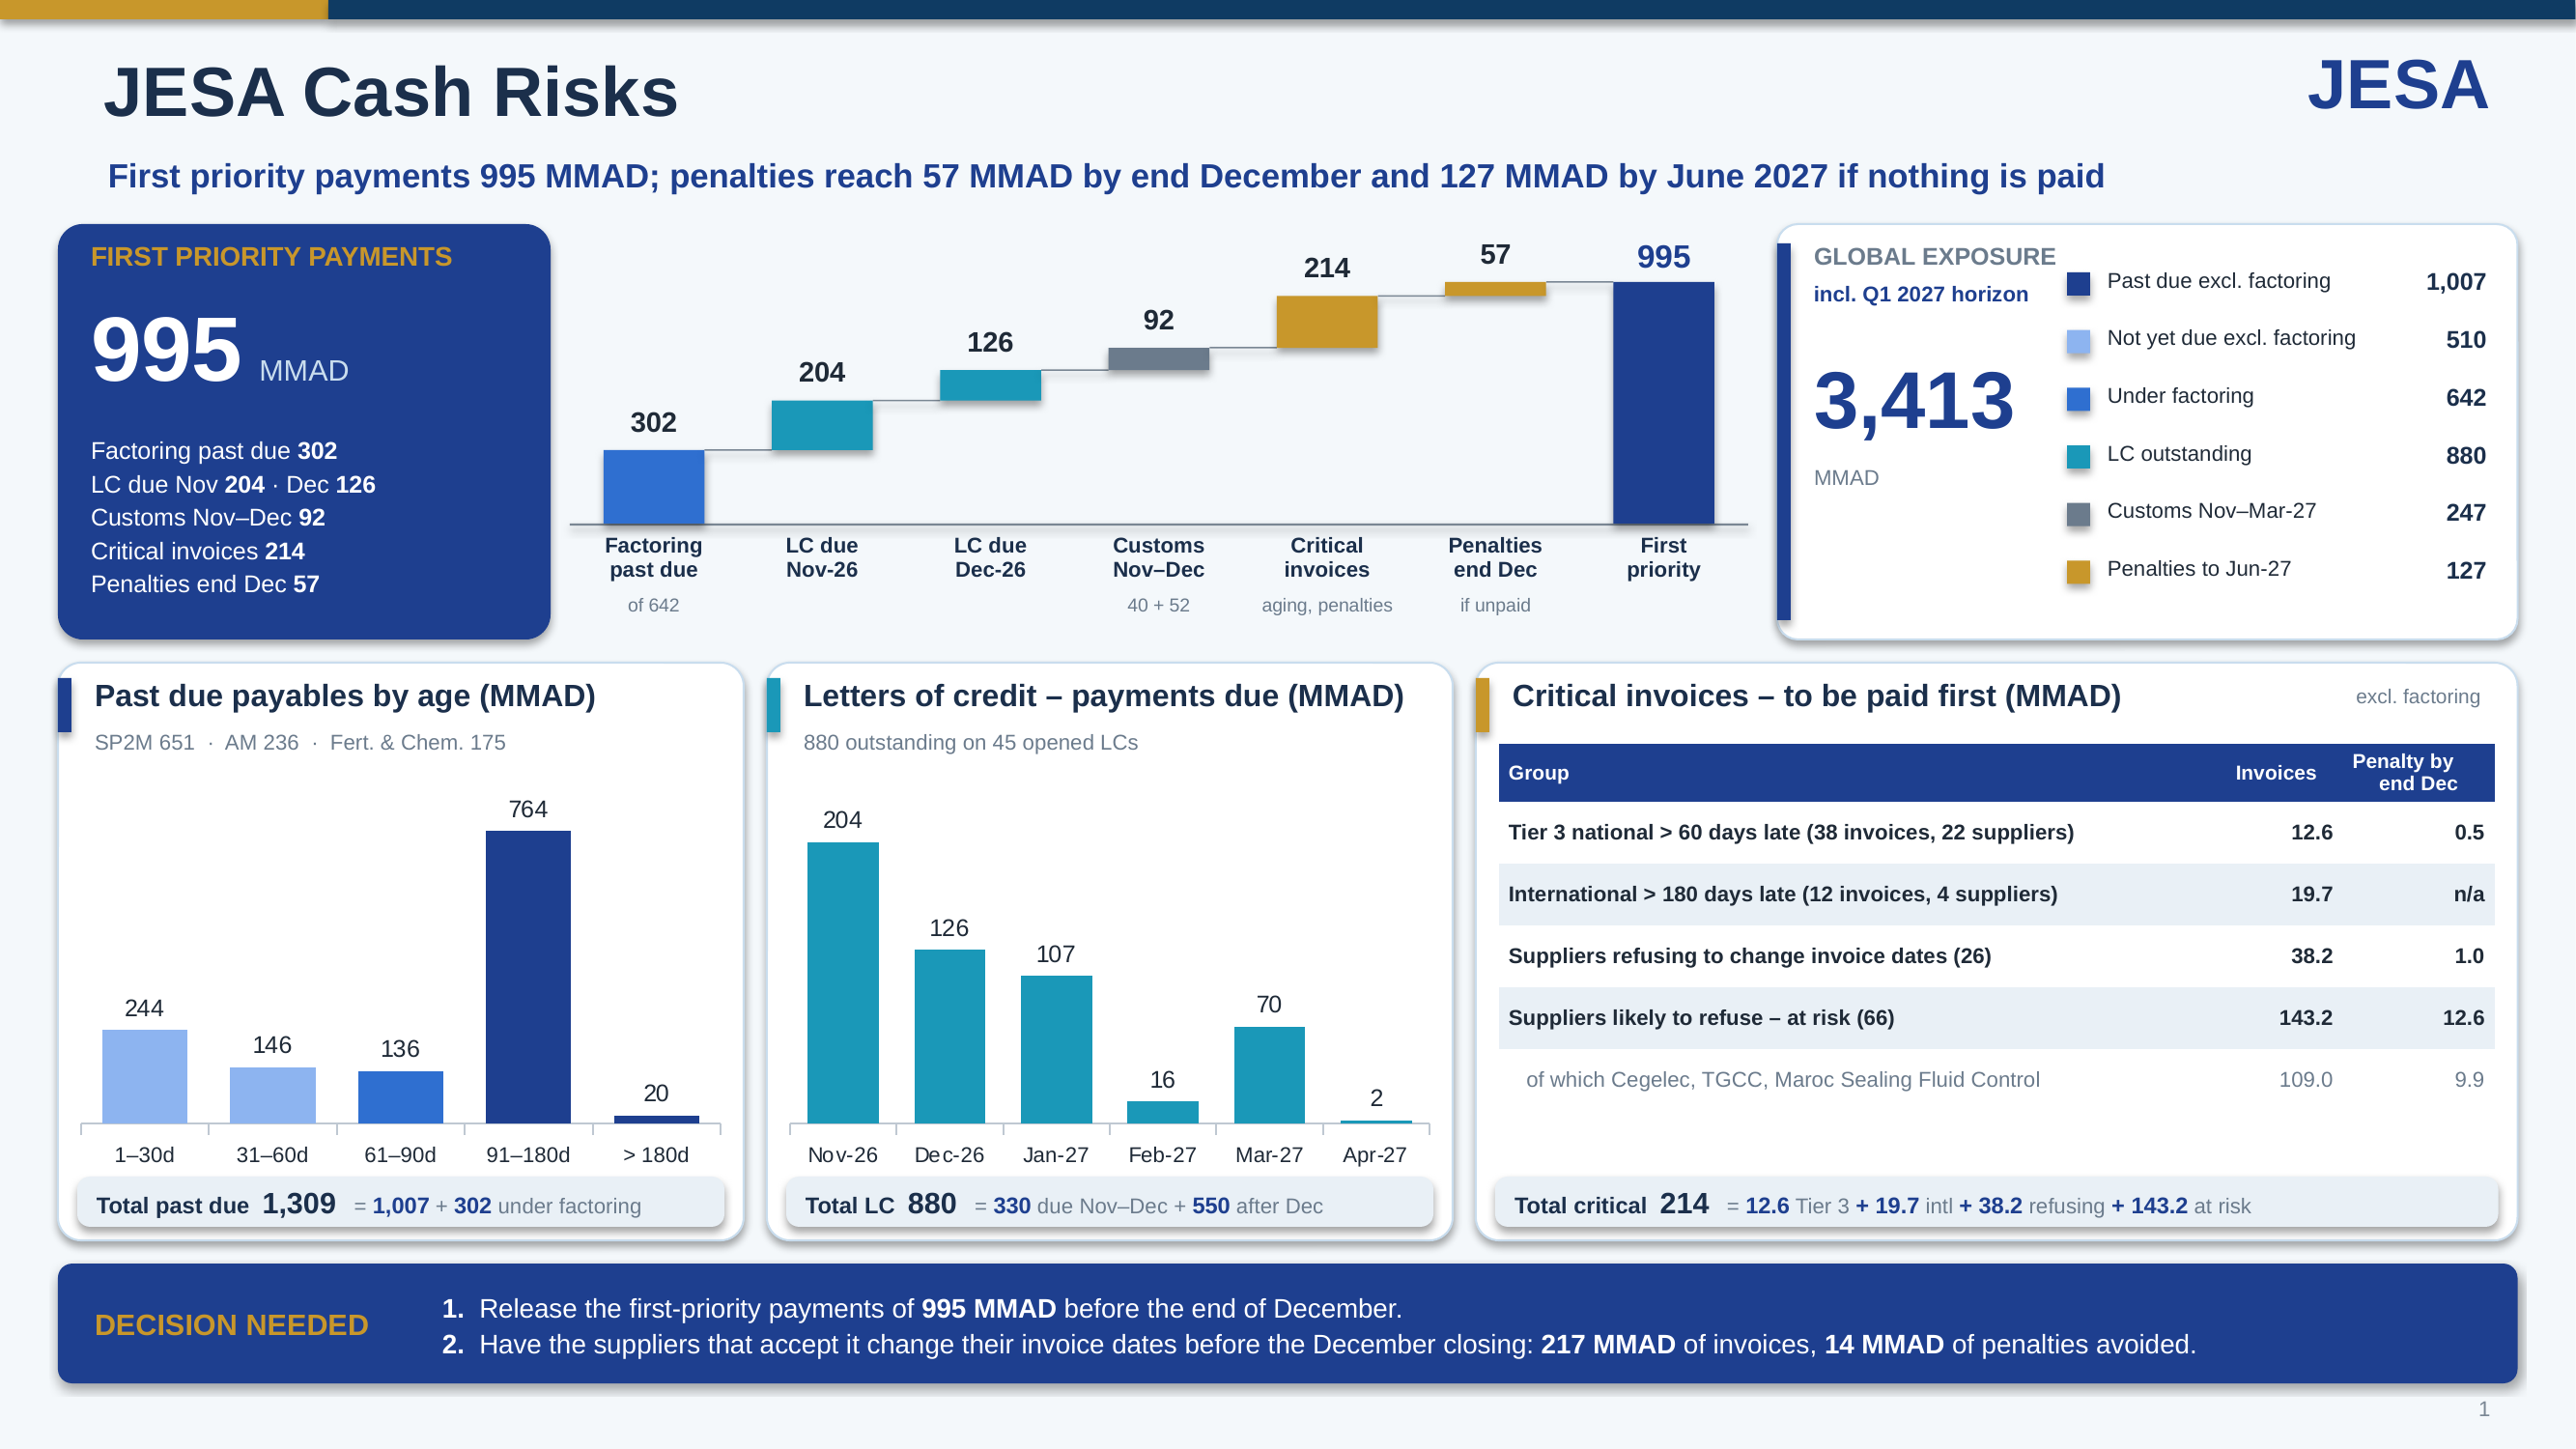 JESA Cash Risks
JESA
First priority payments 995 MMAD; penalties reach 57 MMAD by end December and 127 MMAD by June 2027 if nothing is paid
FIRST PRIORITY PAYMENTS
995 MMAD
Factoring past due 302
LC due Nov 204 · Dec 126
Customs Nov–Dec 92
Critical invoices 214
Penalties end Dec 57
302
204
126
92
214
57
995
Factoring past due
of 642
LC due Nov-26
LC due Dec-26
Customs Nov–Dec
40 + 52
Critical invoices
aging, penalties
Penalties end Dec
if unpaid
First priority
GLOBAL EXPOSURE
incl. Q1 2027 horizon
3,413
MMAD
Past due excl. factoring 1,007
Not yet due excl. factoring 510
Under factoring 642
LC outstanding 880
Customs Nov–Mar-27 247
Penalties to Jun-27 127
Past due payables by age (MMAD)
SP2M 651 · AM 236 · Fert. & Chem. 175
244
146
136
764
20
1–30d 31–60d 61–90d 91–180d > 180d
Total past due 1,309 = 1,007 + 302 under factoring
Letters of credit – payments due (MMAD)
880 outstanding on 45 opened LCs
204
126
107
16
70
2
Nov-26 Dec-26 Jan-27 Feb-27 Mar-27 Apr-27
Total LC 880 = 330 due Nov–Dec + 550 after Dec
Critical invoices – to be paid first (MMAD)
excl. factoring
Group Invoices Penalty by end Dec
Tier 3 national > 60 days late (38 invoices, 22 suppliers) 12.6 0.5
International > 180 days late (12 invoices, 4 suppliers) 19.7 n/a
Suppliers refusing to change invoice dates (26) 38.2 1.0
Suppliers likely to refuse – at risk (66) 143.2 12.6
of which Cegelec, TGCC, Maroc Sealing Fluid Control 109.0 9.9
Total critical 214 = 12.6 Tier 3 + 19.7 intl + 38.2 refusing + 143.2 at risk
DECISION NEEDED
1. Release the first-priority payments of 995 MMAD before the end of December.
2. Have the suppliers that accept it change their invoice dates before the December closing: 217 MMAD of invoices, 14 MMAD of penalties avoided.
1